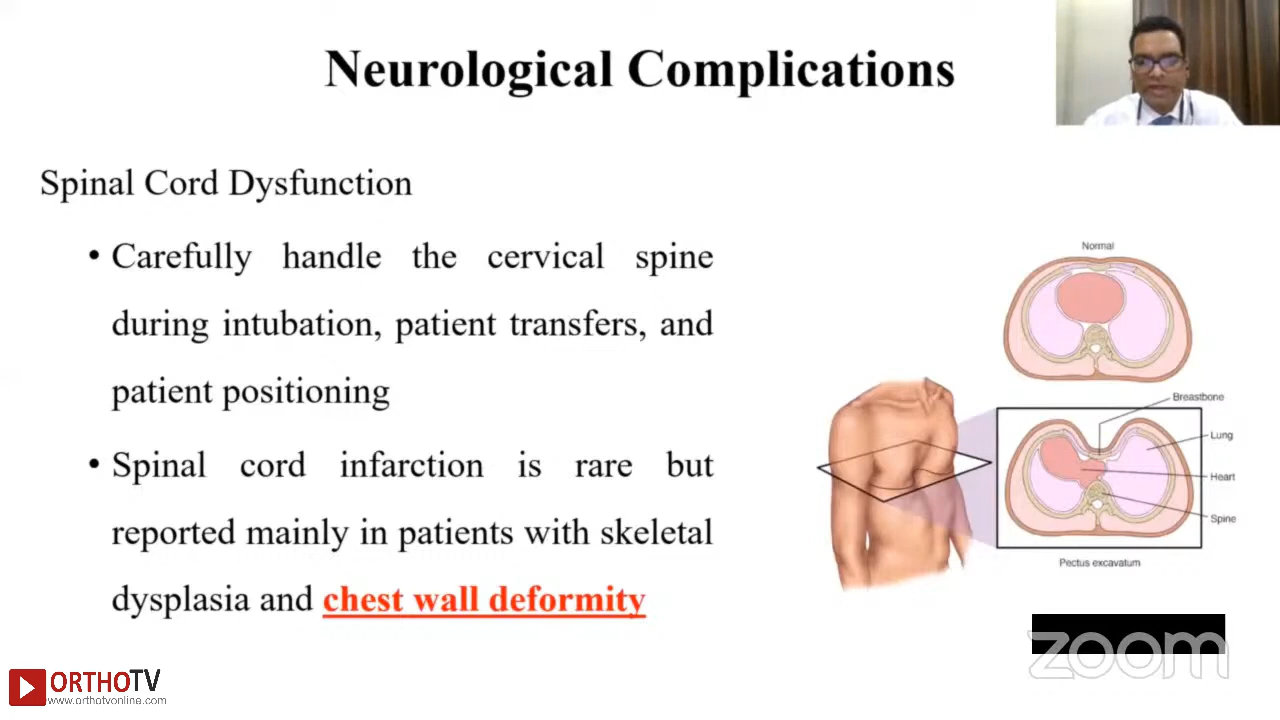 Neurological Complications
Spinal Cord Dysfunction
• Carefully handle the cervical spine
during intubation, patient transfers, and
patient positioning
• Spinal cord infarction is rare but
reported mainly in patients with skeletal
dysplasia and chest wall deformity
Normal
Breastbone
Lung
Heart
Spine
Pectus excavatum
zoom
ORTHOTV
www.orthotvonline.com